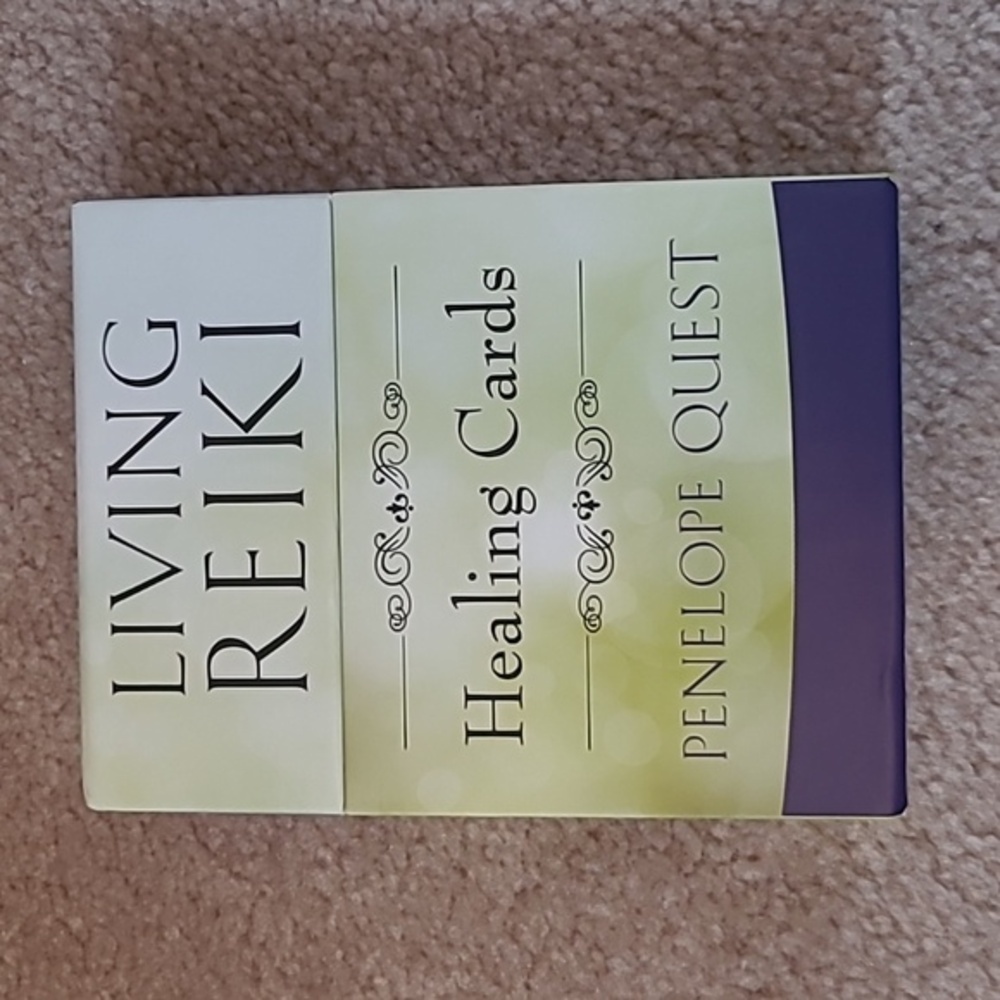 LIVING
REIKI
Healing Cards
PENELOPE QUEST